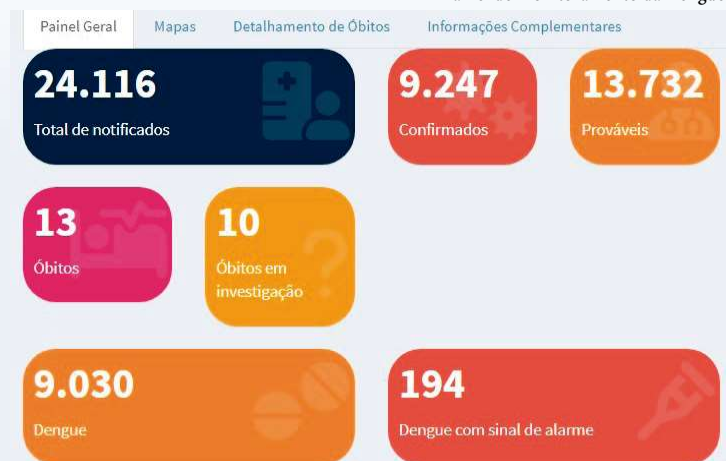 Painel Geral Mapas Detalhamento de Óbitos Informações Complementares
24.116 9.247 13.732
Total de notificados Confirmados Prováveis
13 10
Óbitos Óbitos em
investigação
9.030 194
Dengue Dengue com sinal de alarme